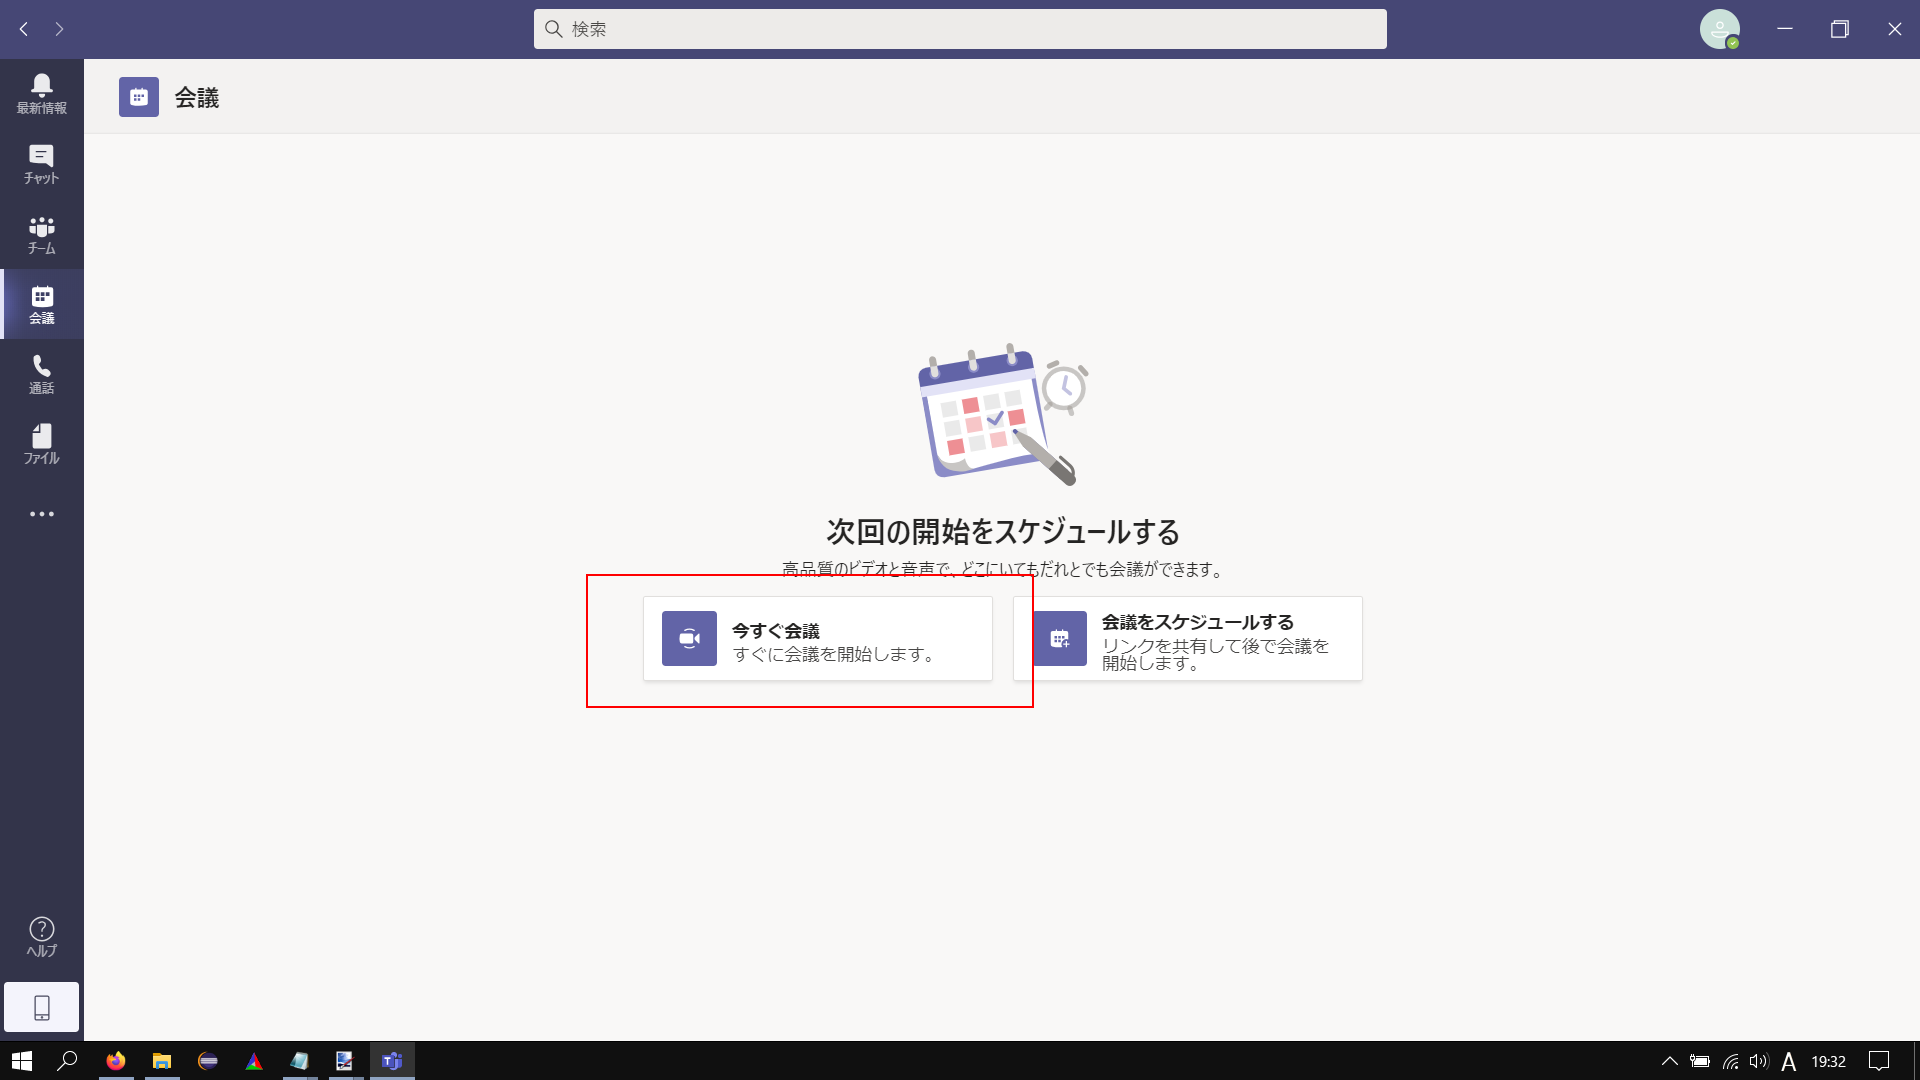 検索
会議
最新情報
チャット
チーム
会議
通話
ファイル
次回の開始をスケジュールする
高品質のビデオと音声で、どこにいてもだれとでも会議ができます。
今すぐ会議
すぐに会議を開始します。
会議をスケジュールする
リンクを共有して後で会議を
開始します。
ヘルプ
A
19:32